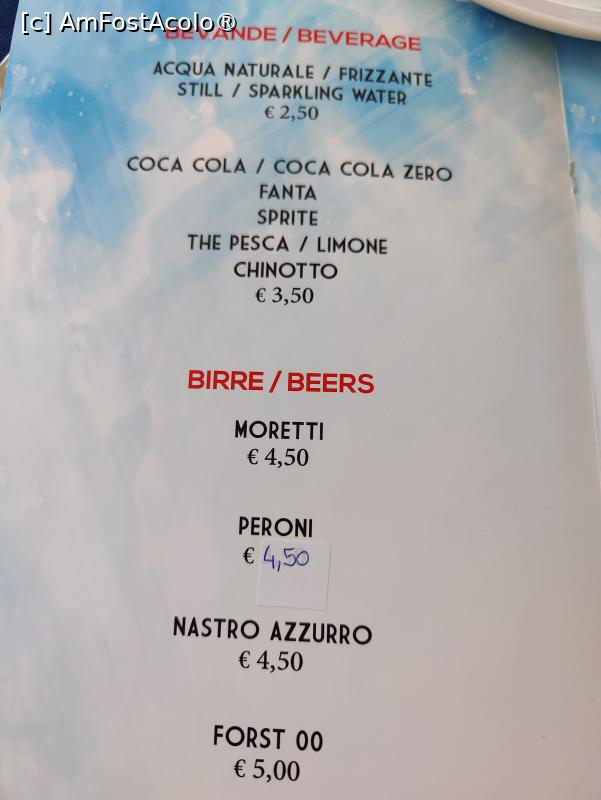 [c] AmFostAcolo®
BEVANDE / BEVERAGE
ACQUA NATURALE / FRIZZANTE
STILL / SPARKLING WATER
€ 2,50
COCA COLA / COCA COLA ZERO
FANTA
SPRITE
THE PESCA / LIMONE
CHINOTTO
€ 3,50
BIRRE / BEERS
MORETTI
€ 4,50
PERONI
€ 4,50
NASTRO AZZURRO
€ 4,50
FORST 00
€ 5,00